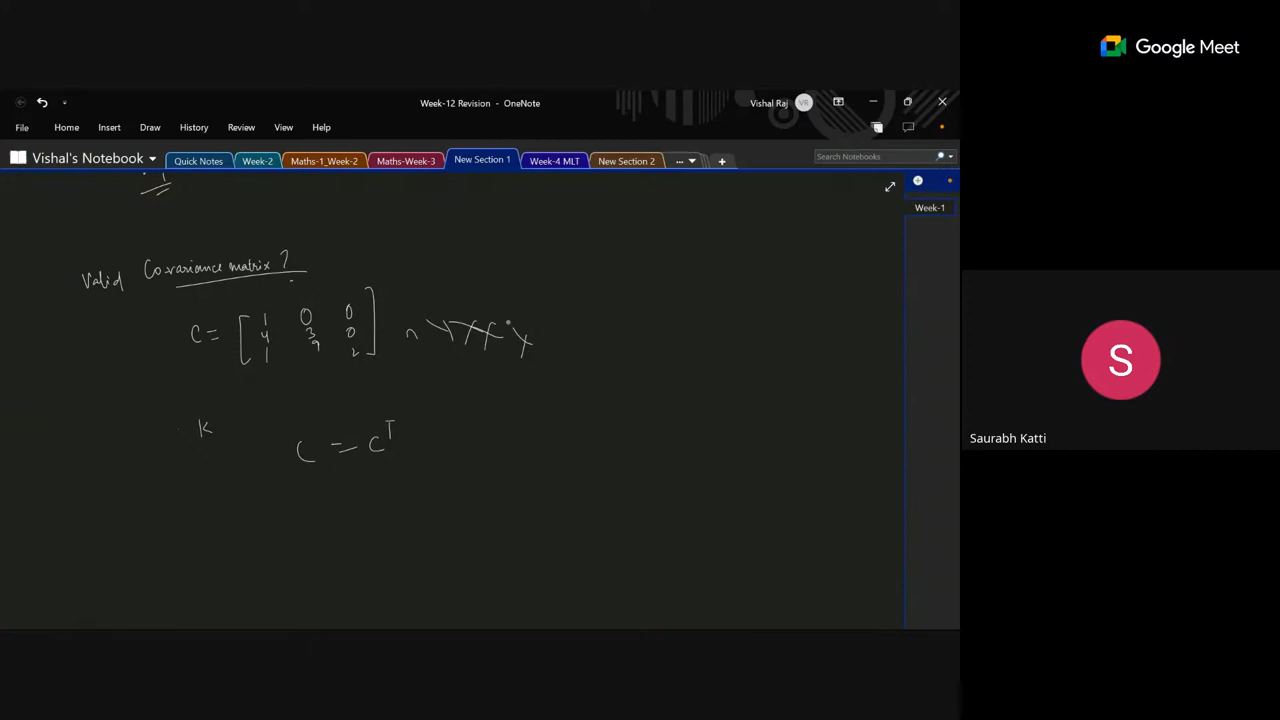 Google Meet
Week-12 Revision - OneNote
Vishal Raj VR
File Home Insert Draw History Review View Help
Vishal's Notebook Quick Notes Week-2 Maths-1_Week-2 Maths-Week-3 New Section 1 Week-4 MLT New Section 2 ... Search Notebooks
Week-1
Valid Covariance matrix ?
C = [ 1 0 0
4 3 0
1 9 2 ]
K
C = C^T
S
Saurabh Katti